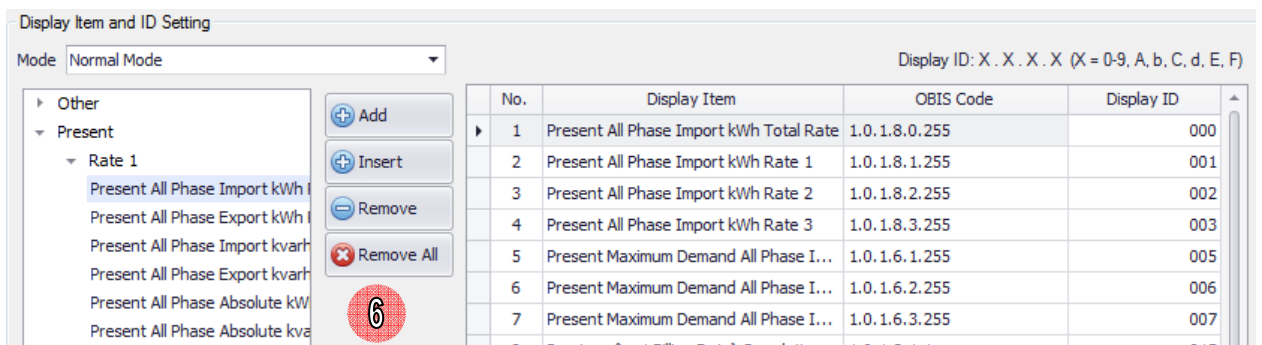 Display Item and ID Setting
Mode Normal Mode
Display ID: X . X . X . X (X = 0-9, A, b, C, d, E, F)
Other
Present
Rate 1
Present All Phase Import kWh
Present All Phase Export kWh
Present All Phase Import kvarh
Present All Phase Export kvarh
Present All Phase Absolute kW
Present All Phase Absolute kva
Add
Insert
Remove
Remove All
6
No. Display Item OBIS Code Display ID
1 Present All Phase Import kWh Total Rate 1.0.1.8.0.255 000
2 Present All Phase Import kWh Rate 1 1.0.1.8.1.255 001
3 Present All Phase Import kWh Rate 2 1.0.1.8.2.255 002
4 Present All Phase Import kWh Rate 3 1.0.1.8.3.255 003
5 Present Maximum Demand All Phase I... 1.0.1.6.1.255 005
6 Present Maximum Demand All Phase I... 1.0.1.6.2.255 006
7 Present Maximum Demand All Phase I... 1.0.1.6.3.255 007